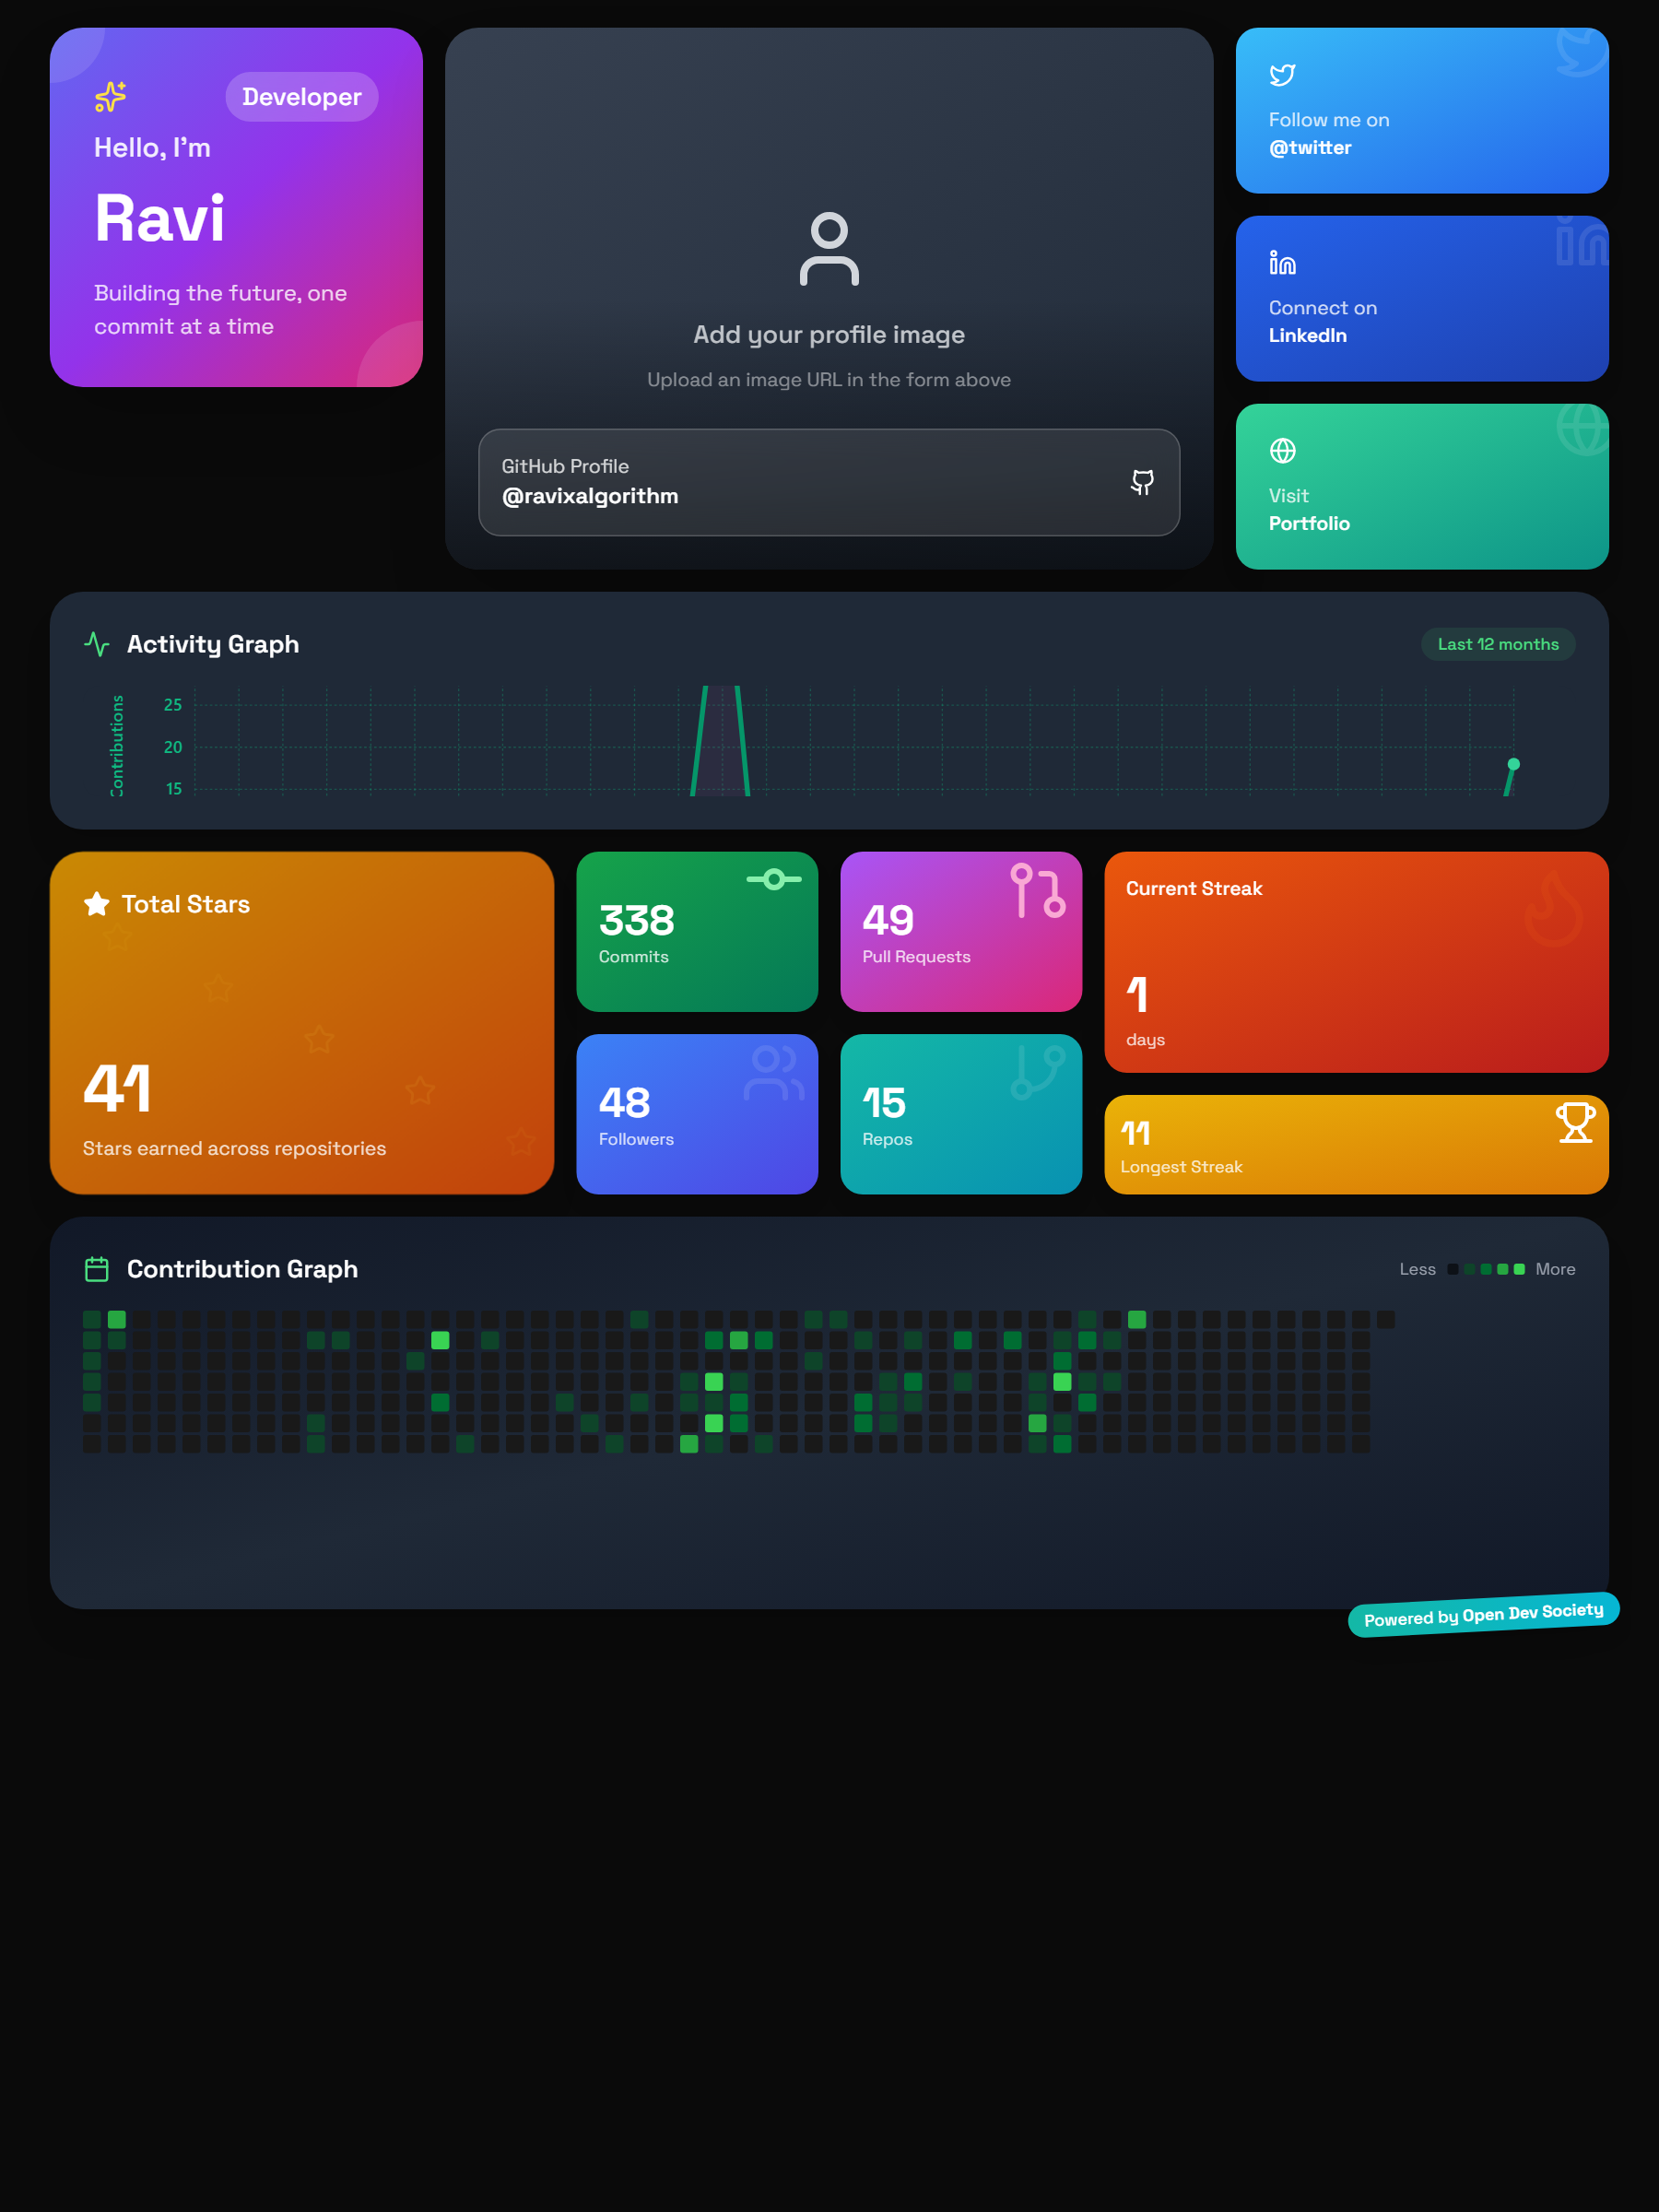 Developer
Hello, I'm
Ravi
Building the future, one
commit at a time
Add your profile image
Upload an image URL in the form above
GitHub Profile
@ravixalgorithm
Follow me on
@twitter
Connect on
LinkedIn
Visit
Portfolio
Activity Graph
Last 12 months
Contributions
25
20
15
Total Stars
41
Stars earned across repositories
338
Commits
49
Pull Requests
48
Followers
15
Repos
Current Streak
1
days
11
Longest Streak
Contribution Graph
Less
More
Powered by Open Dev Society